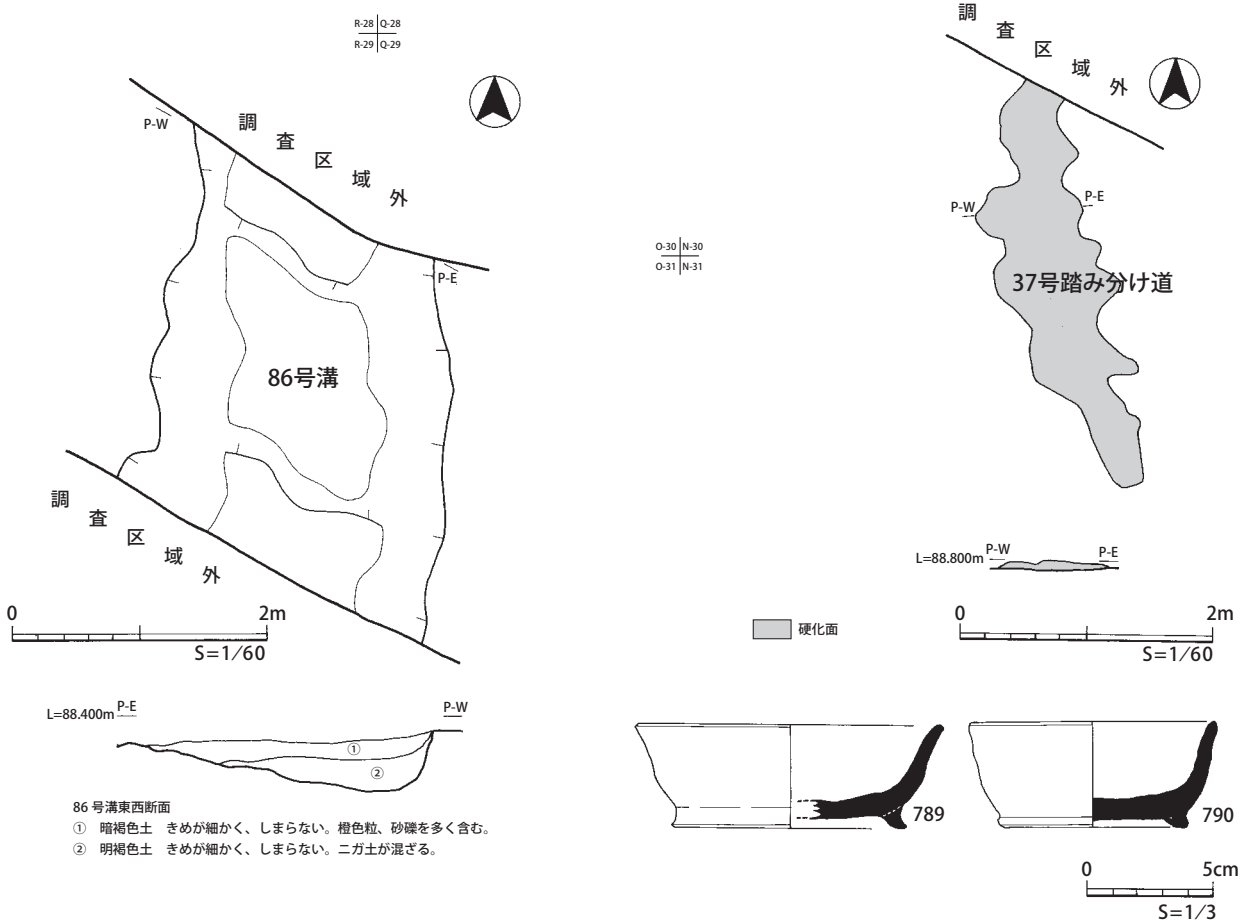 R-28 Q-28
R-29 Q-29
P-W
調査区域外
P-E
86号溝
調査区域外
0 2m
S=1/60
L=88.400m P-E P-W
①
②
86号溝東西断面
① 暗褐色土 きめが細かく、しまらない。橙色粒、砂礫を多く含む。
② 明褐色土 きめが細かく、しまらない。ニガ土が混ざる。
調査区域外
P-W P-E
O-30 N-30
O-31 N-31
37号踏み分け道
L=88.800m P-W P-E
硬化面
0 2m
S=1/60
789
790
0 5cm
S=1/3